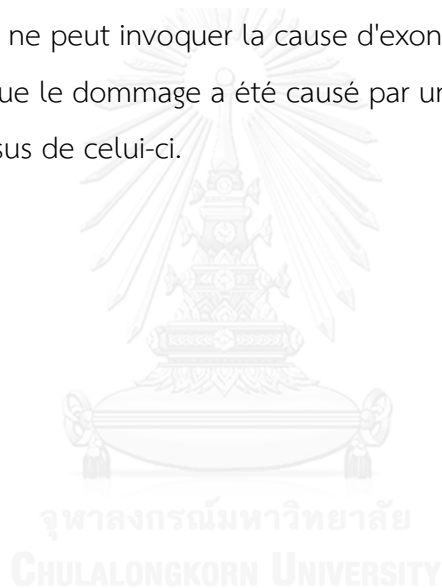 ne peut invoquer la cause d'exon
ue le dommage a été causé par un
sus de celui-ci.
จุฬาลงกรณ์มหาวิทยาลัย
CHULALONGKORN UNIVERSITY